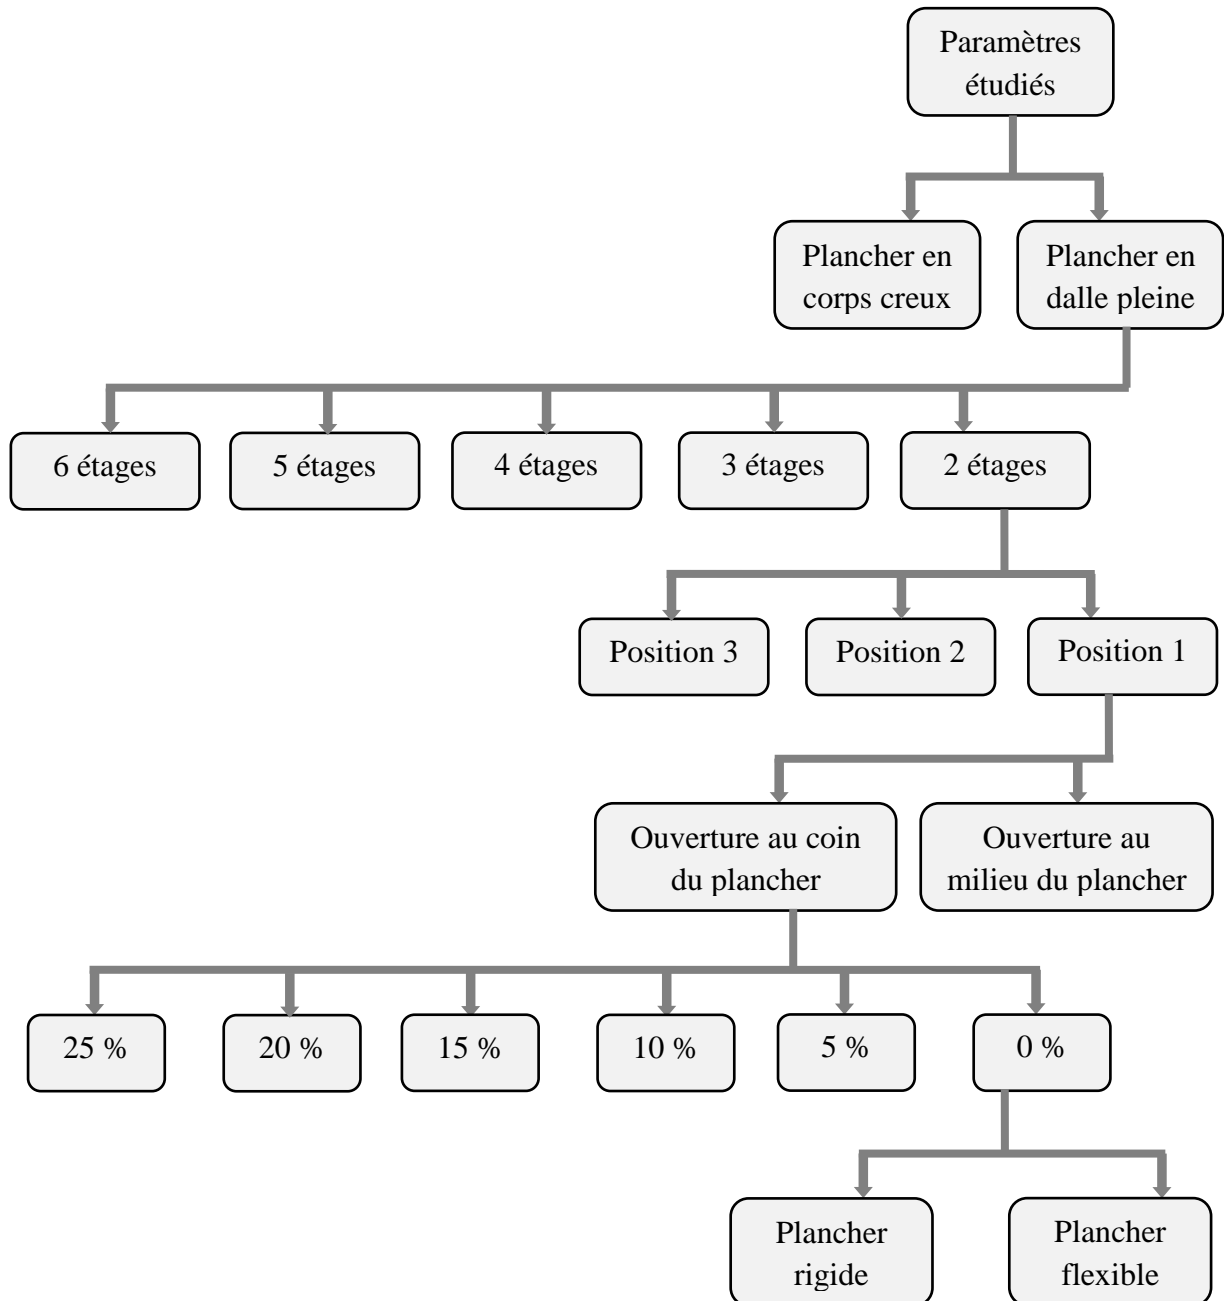 Paramètres
étudiés
Plancher en
corps creux
Plancher en
dalle pleine
6 étages
5 étages
4 étages
3 étages
2 étages
Position 3
Position 2
Position 1
Ouverture au coin
du plancher
Ouverture au
milieu du plancher
25 %
20 %
15 %
10 %
5 %
0 %
Plancher
rigide
Plancher
flexible